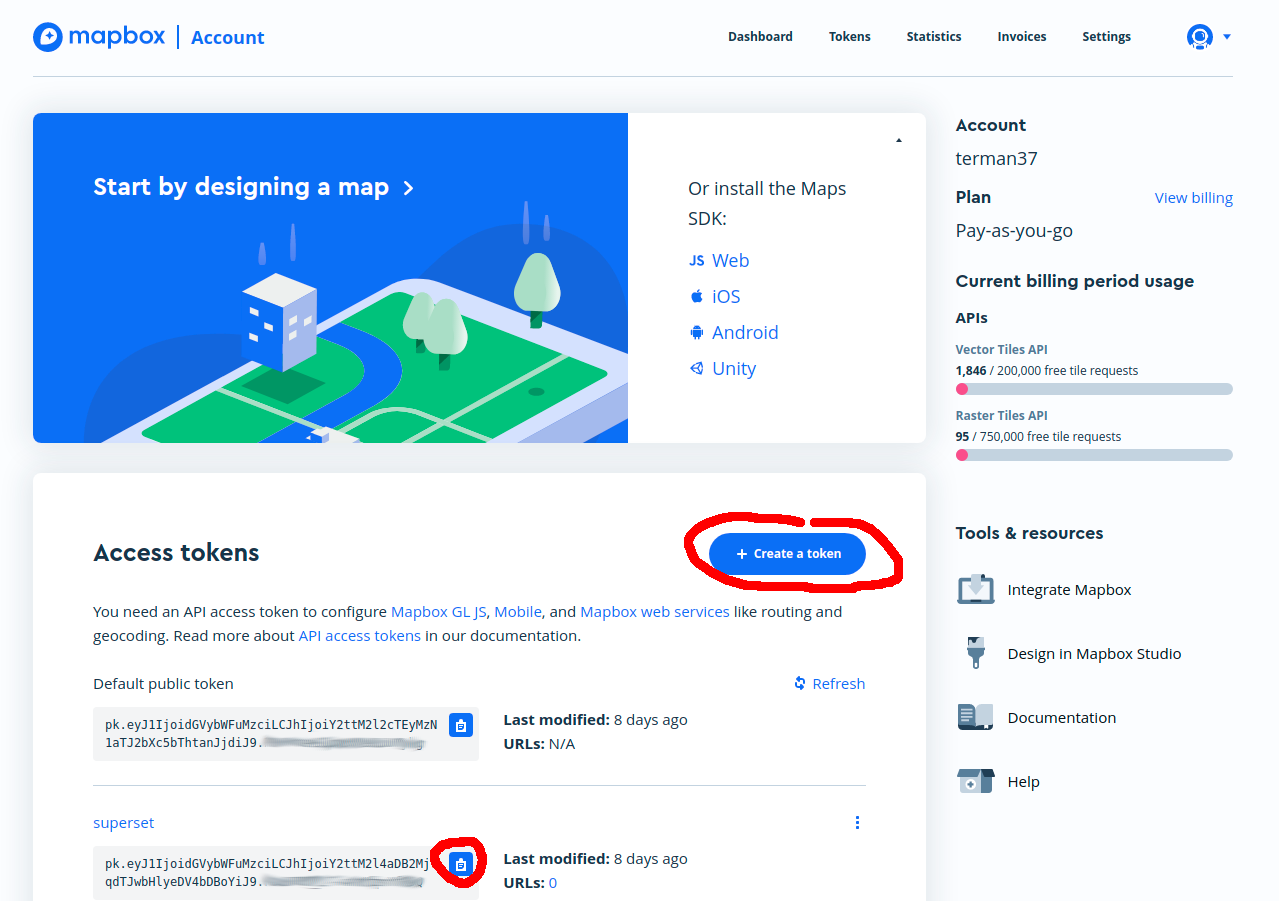 mapbox Account
Dashboard Tokens Statistics Invoices Settings
Start by designing a map
Or install the Maps
SDK:
JS Web
iOS
Android
Unity
Account
terman37
Plan View billing
Pay-as-you-go
Current billing period usage
APIs
Vector Tiles API
1,846 / 200,000 free tile requests
Raster Tiles API
95 / 750,000 free tile requests
Access tokens
+ Create a token
You need an API access token to configure Mapbox GL JS, Mobile, and Mapbox web services like routing and
geocoding. Read more about API access tokens in our documentation.
Default public token
Refresh
pk.eyJ1IjoidGVybWFuMzciLCJhIjoiY2ttM2l2cTEyMzN
1aTJ2bXc5bThtanJjdiJ9.
Last modified: 8 days ago
URLs: N/A
superset
pk.eyJ1IjoidGVybWFuMzciLCJhIjoiY2ttM2l4aDB2Mj
qdTJwbHlyeDV4bDBoYiJ9.
Last modified: 8 days ago
URLs: 0
Tools & resources
Integrate Mapbox
Design in Mapbox Studio
Documentation
Help